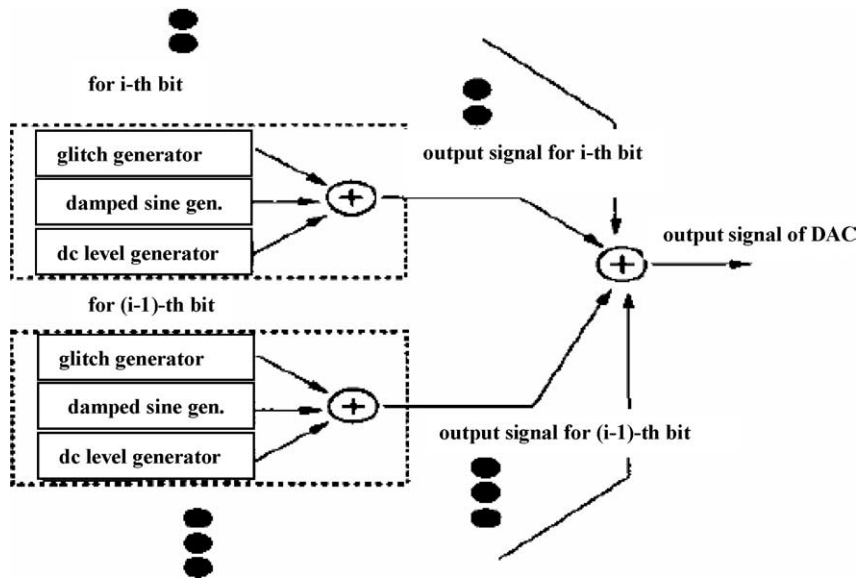 for i-th bit
glitch generator
damped sine gen.
dc level generator
+
output signal for i-th bit
+
output signal of DAC
for (i-1)-th bit
glitch generator
damped sine gen.
dc level generator
+
output signal for (i-1)-th bit